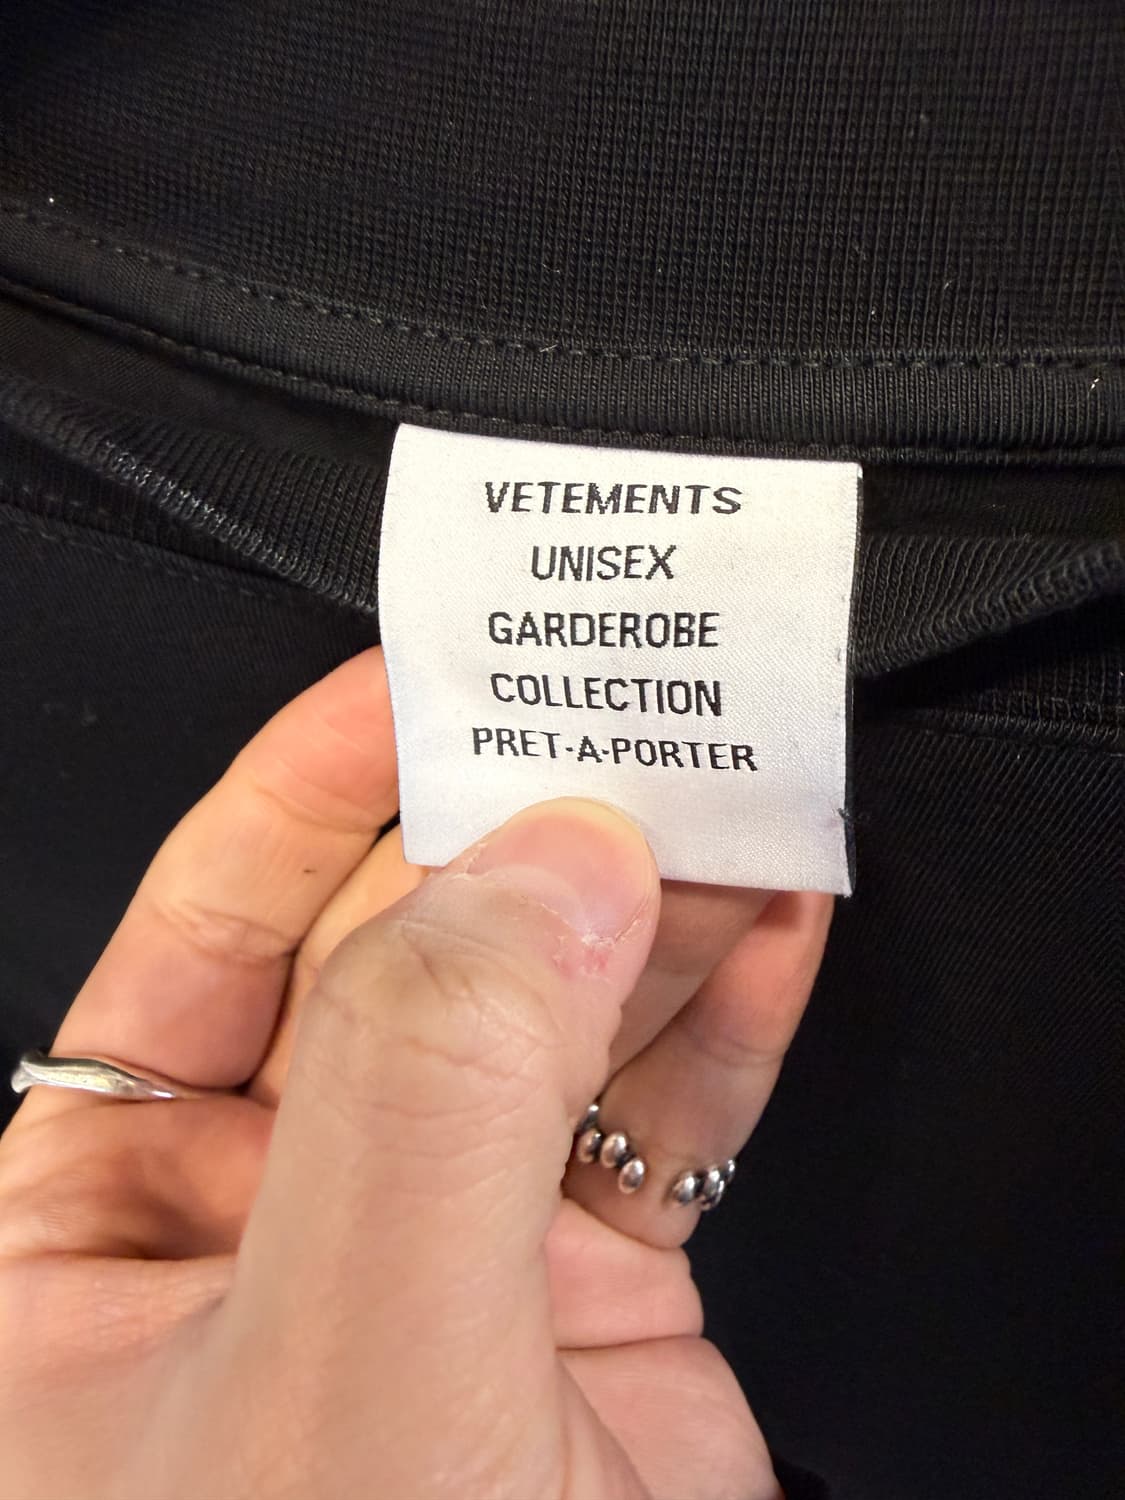 VETEMENTS
UNISEX
GARDEROBE
COLLECTION
PRET-A-PORTER